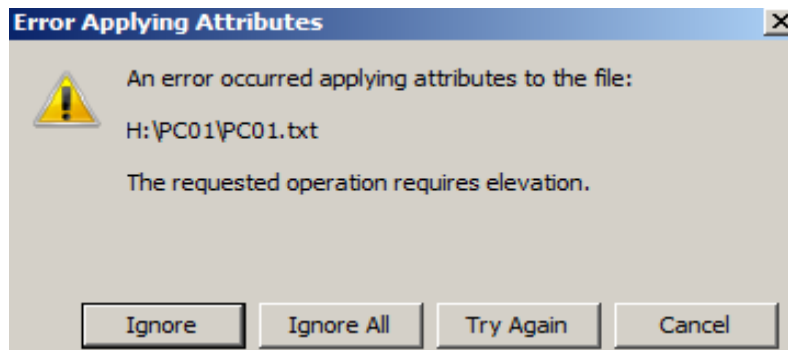 Error Applying Attributes
An error occurred applying attributes to the file:
H:\PC01\PC01.txt
The requested operation requires elevation.
Ignore
Ignore All
Try Again
Cancel